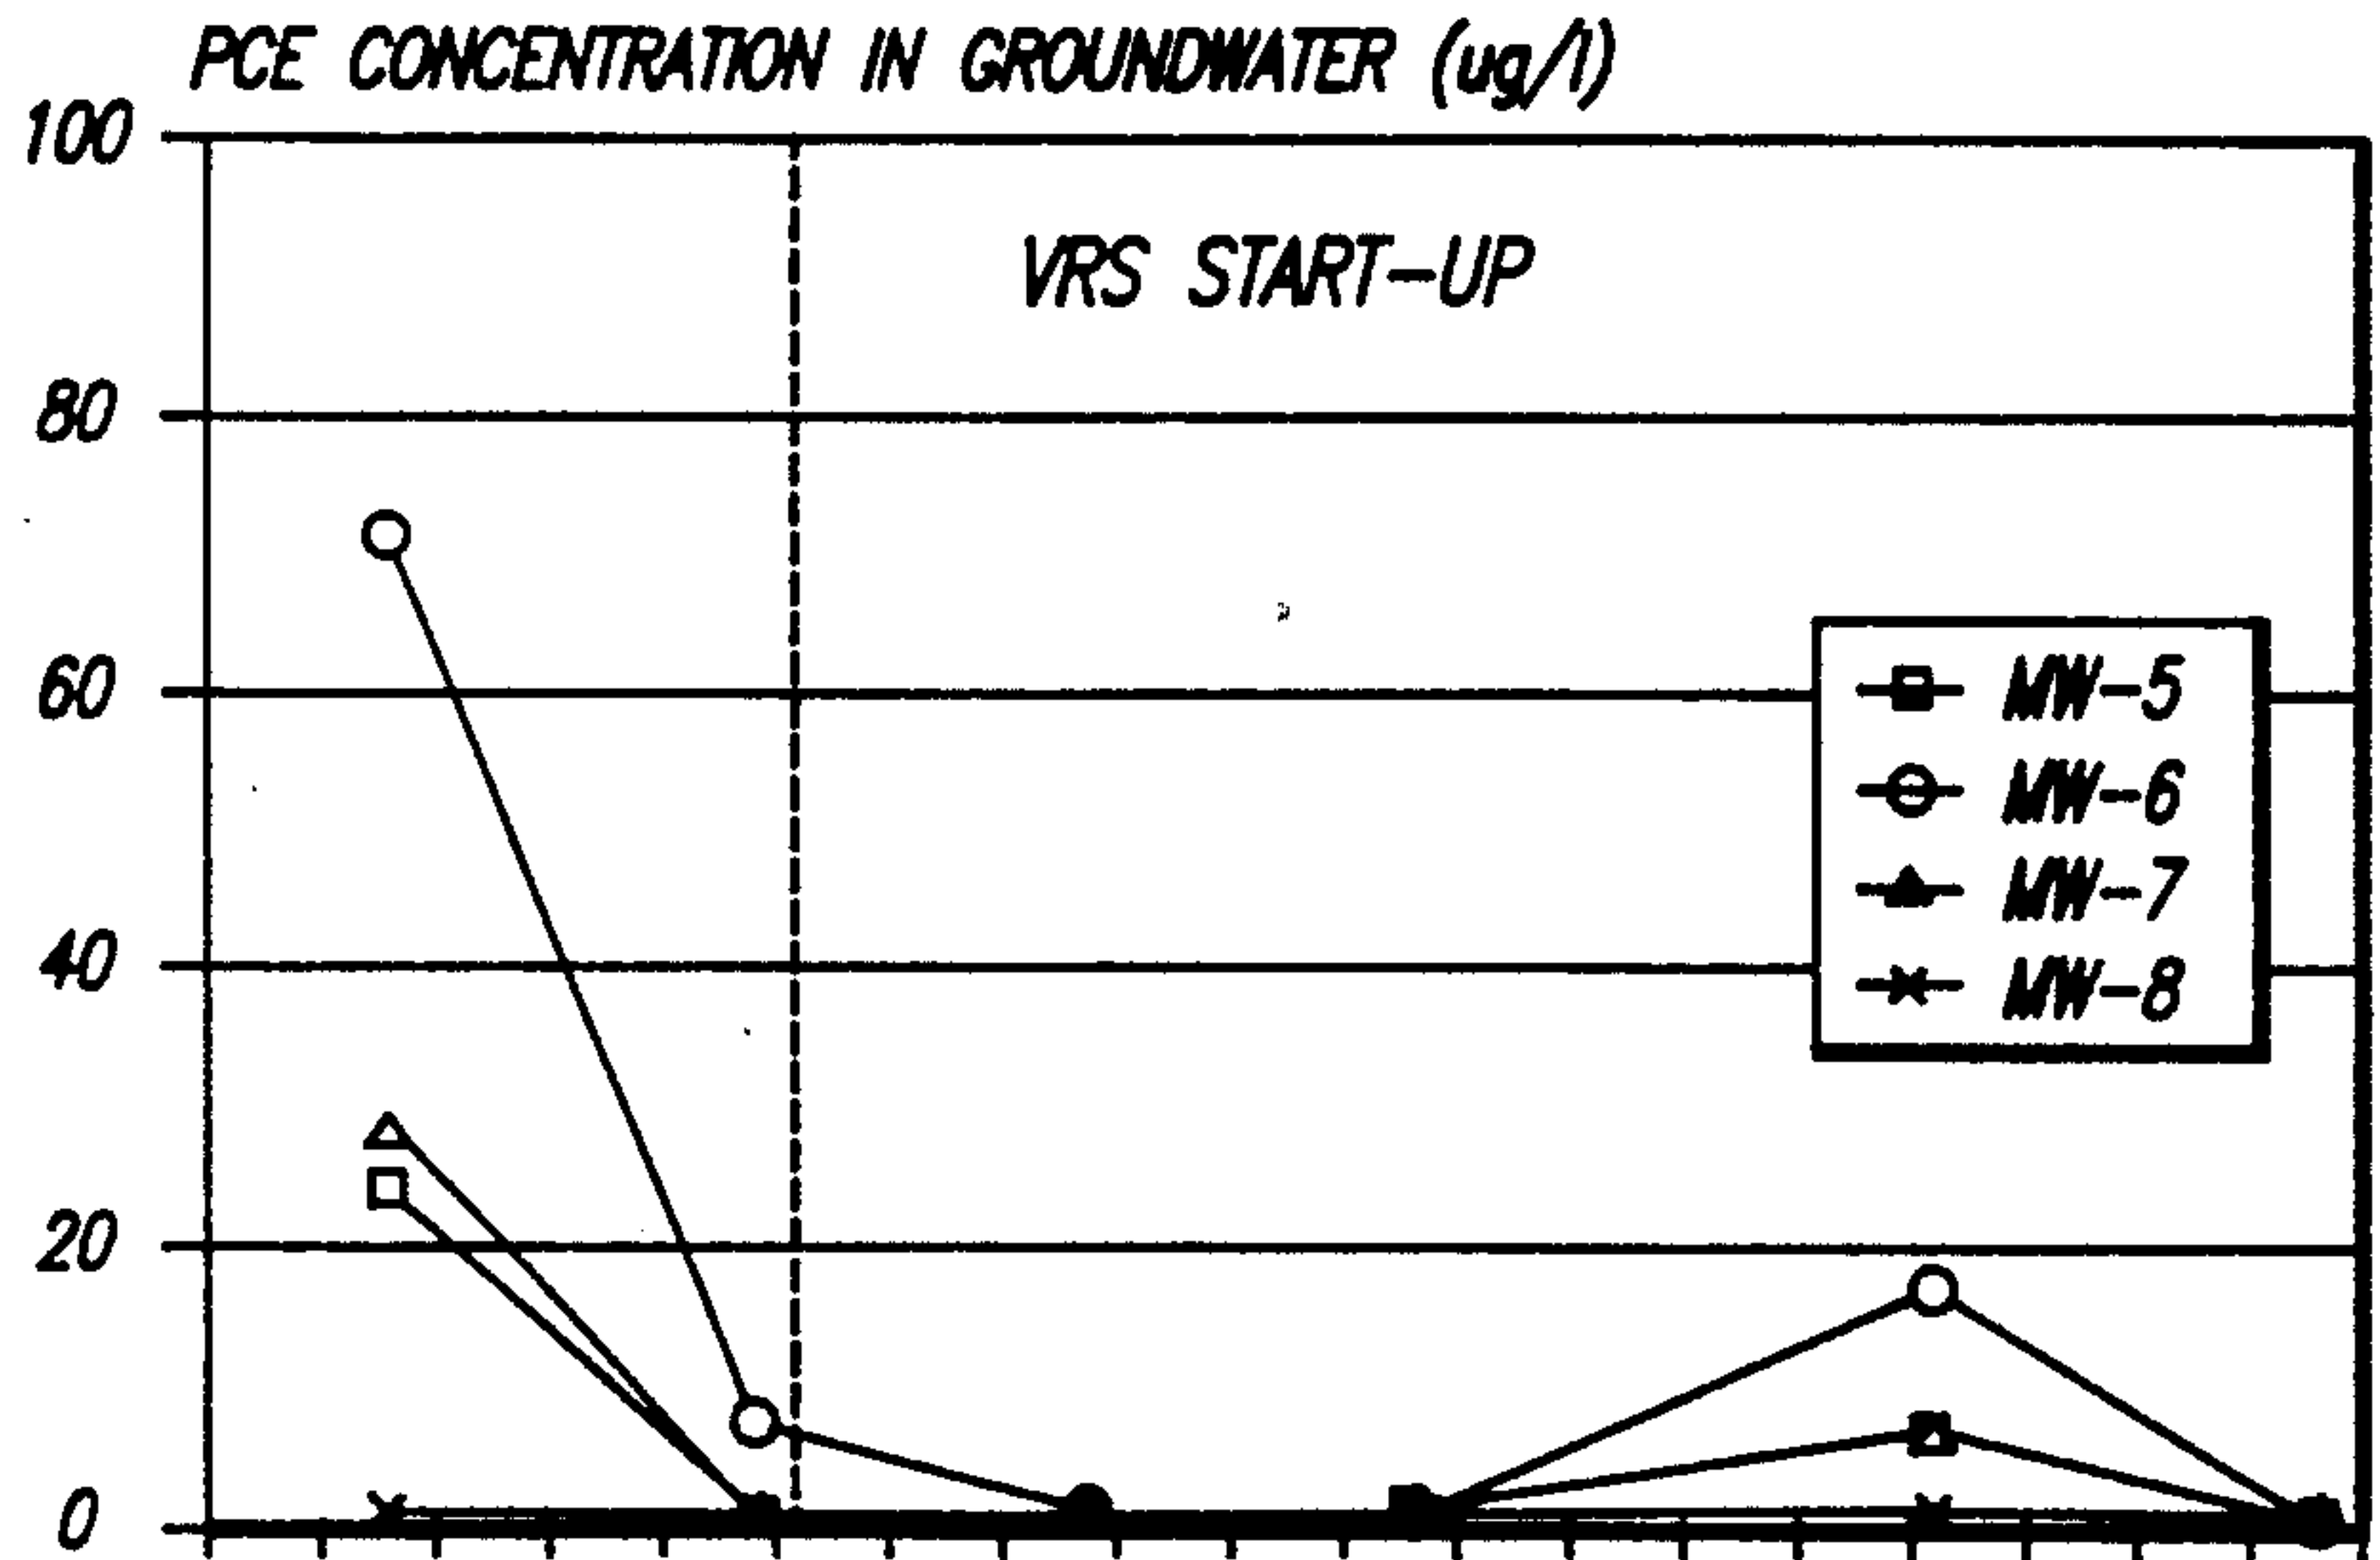 PCE CONCENTRATION IN GROUNDWATER (ug/l)
100
VRS START-UP
80
60
MW-5
MW-6
MW-7
40
MW-8
20
0